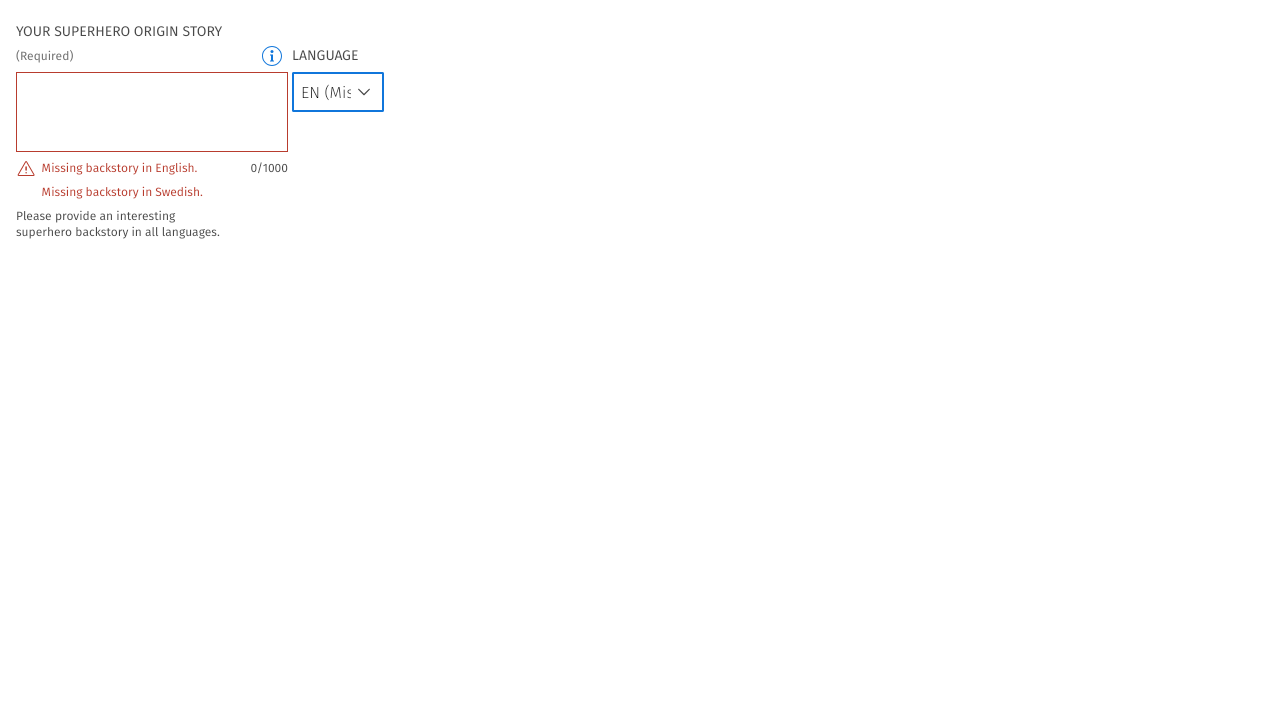 YOUR SUPERHERO ORIGIN STORY
(Required)
LANGUAGE
EN (Mis
Missing backstory in English.
0/1000
Missing backstory in Swedish.
Please provide an interesting
superhero backstory in all languages.